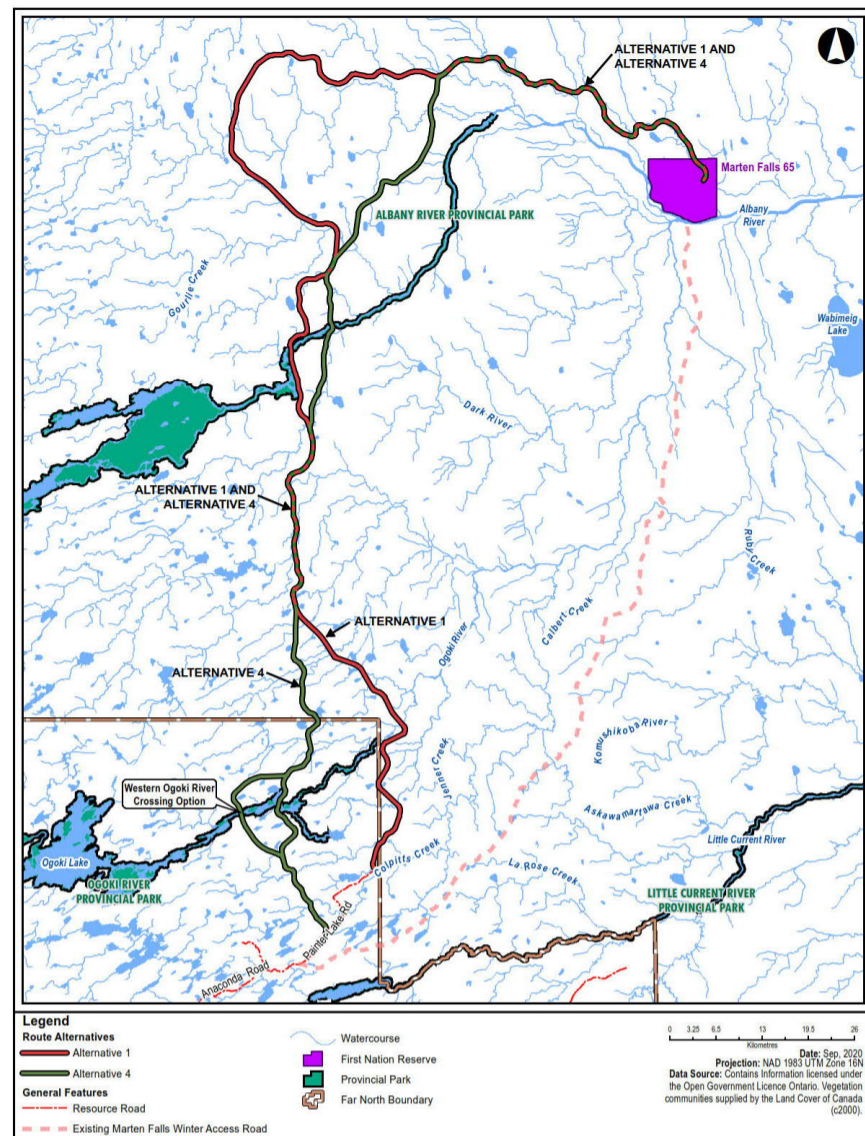 ALTERNATIVE 1 AND
ALTERNATIVE 4
Marten Falls 65
ALBANY RIVER PROVINCIAL PARK
Albany
River
Gourlie Creek
Wabimeig
Lake
Dark River
ALTERNATIVE 1 AND
ALTERNATIVE 4
Ruby Creek
Calbert Creek
ALTERNATIVE 1
Ogoki River
ALTERNATIVE 4
Komushikoba River
Jennar Creek
Western Ogoki River
Crossing Option
Askawamarrowa Creek
Little Current River
Ogoki Lake
Colpitts Creek
La Rose Creek
OGOKI RIVER
PROVINCIAL PARK
LITTLE CURRENT RIVER
PROVINCIAL PARK
Painter Lake Rd
Anaconda Road
Legend
Route Alternatives
Alternative 1
Alternative 4
General Features
Resource Road
Existing Marten Falls Winter Access Road
Watercourse
First Nation Reserve
Provincial Park
Far North Boundary
0 3.25 6.5 13 19.5 26
Kilometres
Date: Sep, 2020
Projection: NAD 1983 UTM Zone 16N
Data Source: Contains Information licensed under
the Open Government Licence Ontario. Vegetation
communities supplied by the Land Cover of Canada
(c2000).